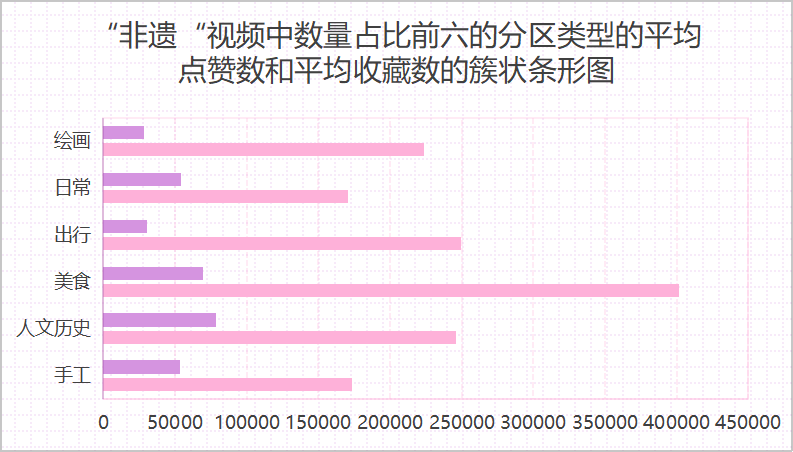 “非遗“视频中数量占比前六的分区类型的平均
点赞数和平均收藏数的簇状条形图
绘画
日常
出行
美食
人文历史
手工
0 50000 100000 150000 200000 250000 300000 350000 400000 450000